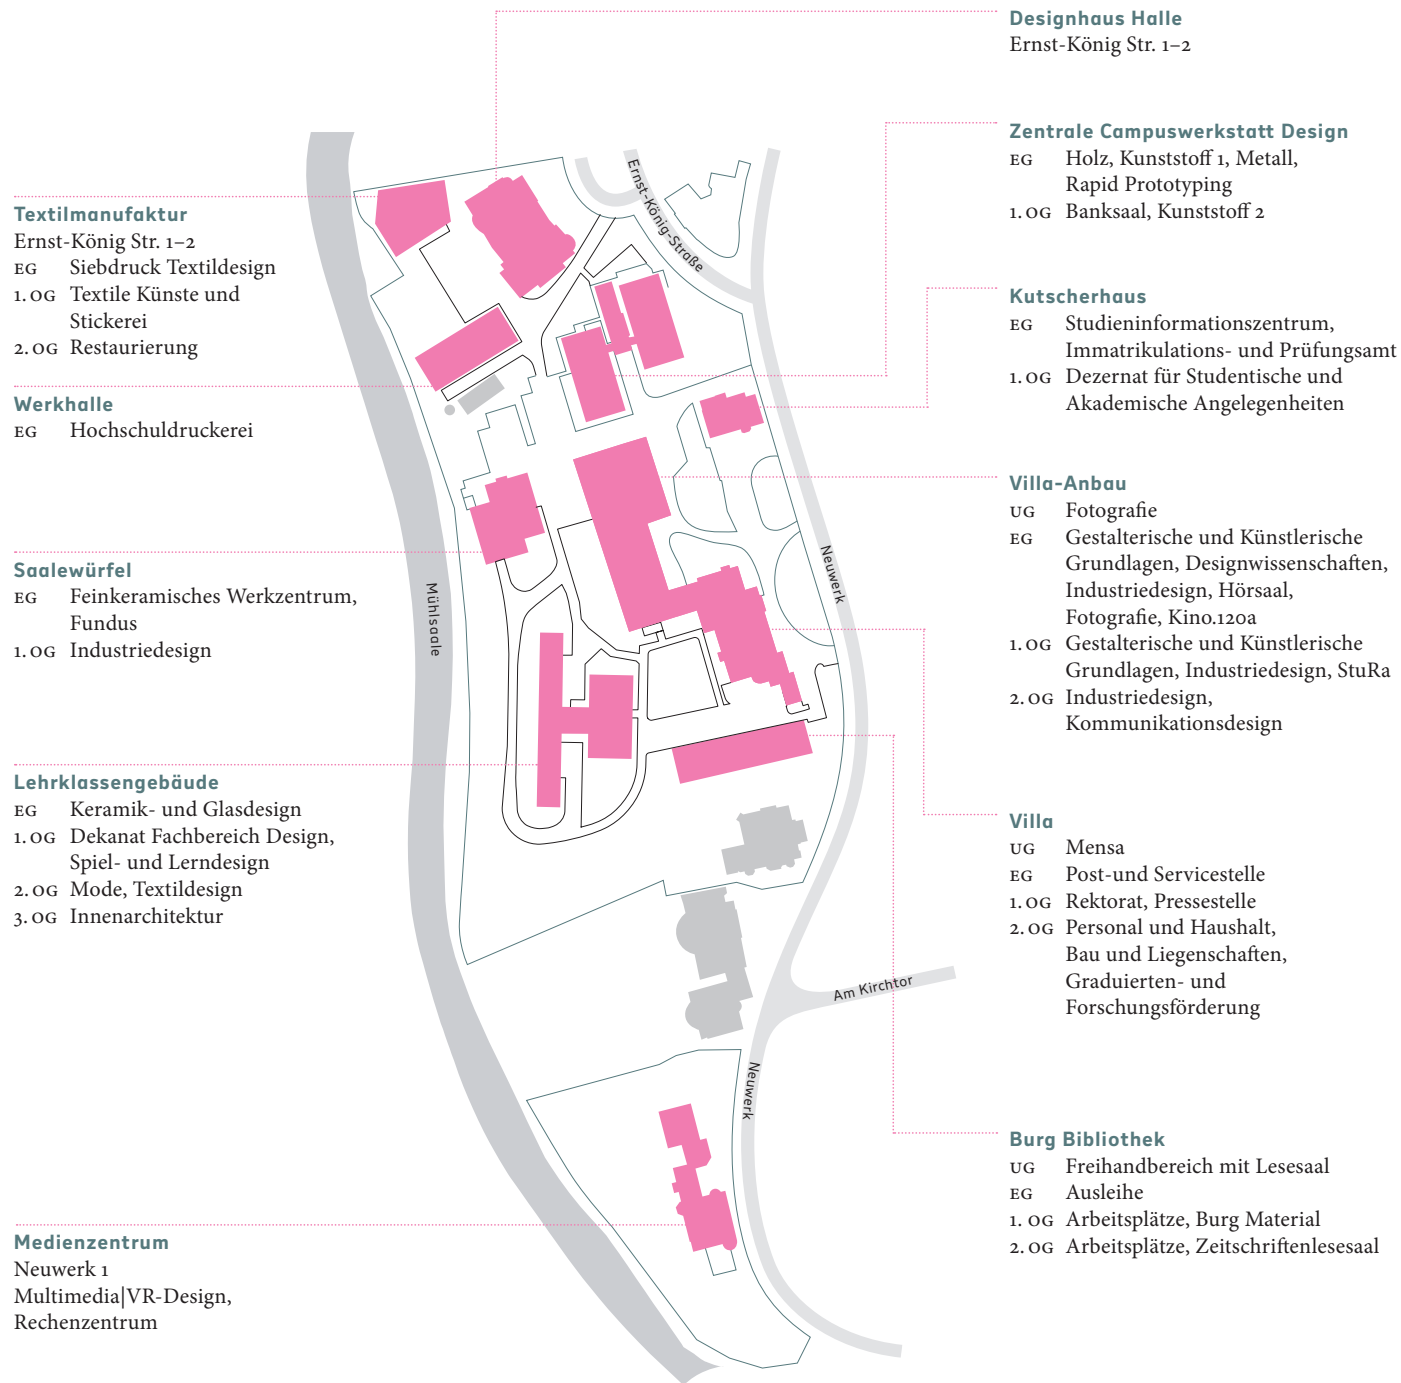 Designhaus Halle
Ernst-König Str. 1–2
Zentrale Campuswerkstatt Design
EG Holz, Kunststoff 1, Metall,
Rapid Prototyping
1. OG Banksaal, Kunststoff 2
Kutscherhaus
EG Studieninformationszentrum,
Immatrikulations- und Prüfungsamt
1. OG Dezernat für Studentische und
Akademische Angelegenheiten
Villa-Anbau
UG Fotografie
EG Gestalterische und Künstlerische
Grundlagen, Designwissenschaften,
Industriedesign, Hörsaal,
Fotografie, Kino.120a
1. OG Gestalterische und Künstlerische
Grundlagen, Industriedesign, StuRa
2. OG Industriedesign,
Kommunikationsdesign
Villa
UG Mensa
EG Post-und Servicestelle
1. OG Rektorat, Pressestelle
2. OG Personal und Haushalt,
Bau und Liegenschaften,
Graduierten- und
Forschungsförderung
Burg Bibliothek
UG Freihandbereich mit Lesesaal
EG Ausleihe
1. OG Arbeitsplätze, Burg Material
2. OG Arbeitsplätze, Zeitschriftenlesesaal
Textilmanufaktur
Ernst-König Str. 1–2
EG Siebdruck Textildesign
1. OG Textile Künste und
Stickerei
2. OG Restaurierung
Werkhalle
EG Hochschuldruckerei
Saalewürfel
EG Feinkeramisches Werkzentrum,
Fundus
1. OG Industriedesign
Lehrklassengebäude
EG Keramik- und Glasdesign
1. OG Dekanat Fachbereich Design,
Spiel- und Lerndesign
2. OG Mode, Textildesign
3. OG Innenarchitektur
Medienzentrum
Neuwerk 1
Multimedia|VR-Design,
Rechenzentrum
Ernst-König-Straße
Neuwerk
Mühlsaale
Am Kirchtor
Neuwerk